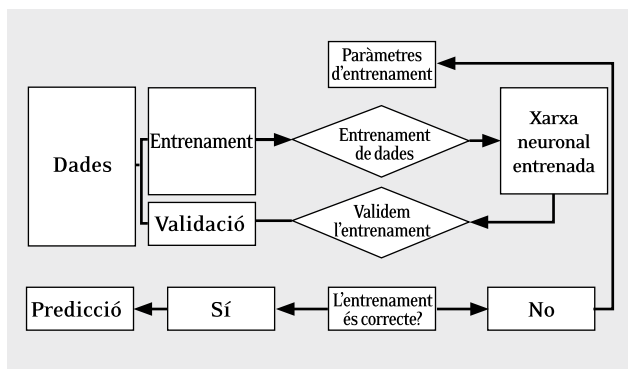 Paràmetres
d'entrenament
Dades
Entrenament
Entrenament
de dades
Xarxa
neuronal
entrenada
Validació
Validem
l'entrenament
Predicció
Sí
L'entrenament
és correcte?
No